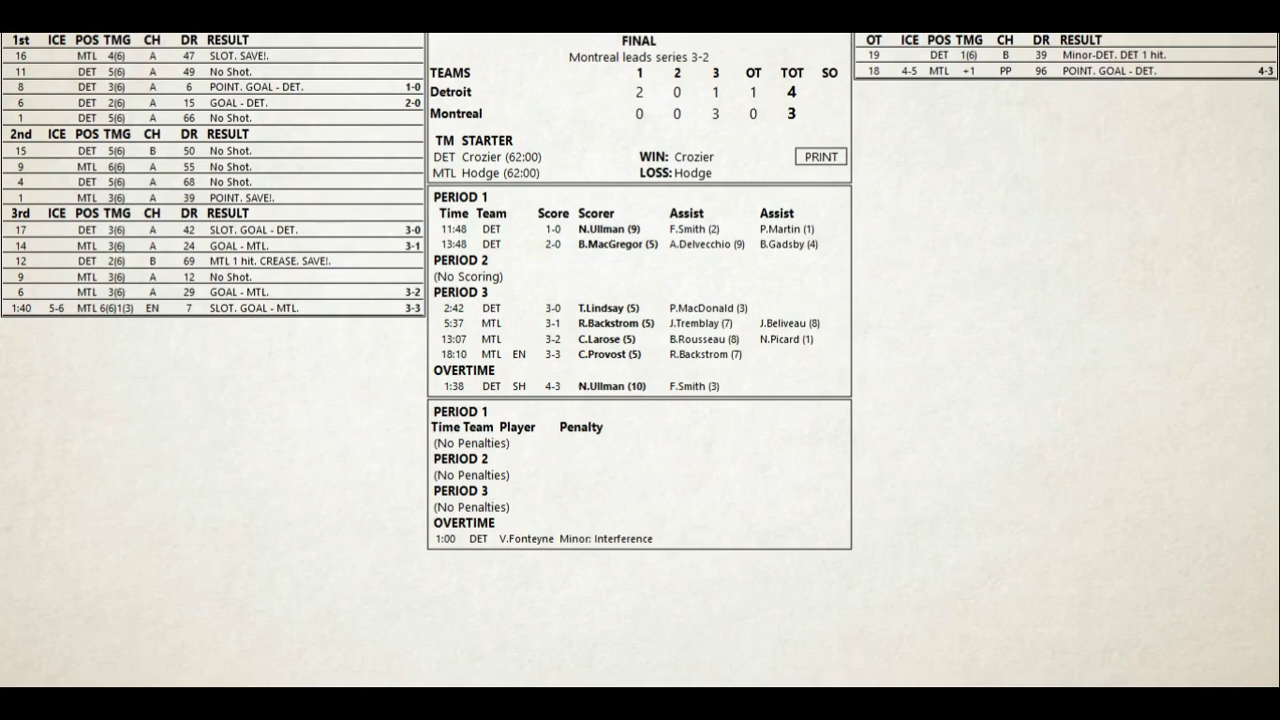 1st ICE POS TMG CH DR RESULT
16 MTL 4(6) A 47 SLOT. SAVE!.
11 DET 5(6) A 49 No Shot.
8 DET 3(6) A 6 POINT. GOAL - DET. 1-0
6 DET 2(6) A 15 GOAL - DET. 2-0
1 DET 5(6) A 66 No Shot.
2nd ICE POS TMG CH DR RESULT
15 DET 5(6) B 50 No Shot.
9 MTL 6(6) A 55 No Shot.
4 DET 5(6) A 68 No Shot.
1 MTL 3(6) A 39 POINT. SAVE!.
3rd ICE POS TMG CH DR RESULT
17 DET 3(6) A 42 SLOT. GOAL - DET. 3-0
14 MTL 3(6) A 24 GOAL - MTL. 3-1
12 DET 2(6) B 69 MTL 1 hit. CREASE. SAVE!.
9 MTL 3(6) A 12 No Shot.
6 MTL 3(6) A 29 GOAL - MTL. 3-2
1:40 5-6 MTL 6(6)1(3) EN 7 SLOT. GOAL - MTL. 3-3
FINAL
Montreal leads series 3-2
TEAMS 1 2 3 OT TOT SO
Detroit 2 0 1 1 4
Montreal 0 0 3 0 3
TM STARTER
DET Crozier (62:00) WIN: Crozier PRINT
MTL Hodge (62:00) LOSS: Hodge
PERIOD 1
Time Team Score Scorer Assist Assist
11:48 DET 1-0 N.Ullman (9) F.Smith (2) P.Martin (1)
13:48 DET 2-0 B.MacGregor (5) A.Delvecchio (9) B.Gadsby (4)
PERIOD 2
(No Scoring)
PERIOD 3
2:42 DET 3-0 T.Lindsay (5) P.MacDonald (3)
5:37 MTL 3-1 R.Backstrom (5) J.Tremblay (7) J.Beliveau (8)
13:07 MTL 3-2 C.Larose (5) B.Rousseau (8) N.Picard (1)
18:10 MTL EN 3-3 C.Provost (5) R.Backstrom (7)
OVERTIME
1:38 DET SH 4-3 N.Ullman (10) F.Smith (3)
PERIOD 1
Time Team Player Penalty
(No Penalties)
PERIOD 2
(No Penalties)
PERIOD 3
(No Penalties)
OVERTIME
1:00 DET V.Fonteyne Minor: Interference
OT ICE POS TMG CH DR RESULT
19 DET 1(6) B 39 Minor-DET. DET 1 hit.
18 4-5 MTL +1 PP 96 POINT. GOAL - DET. 4-3